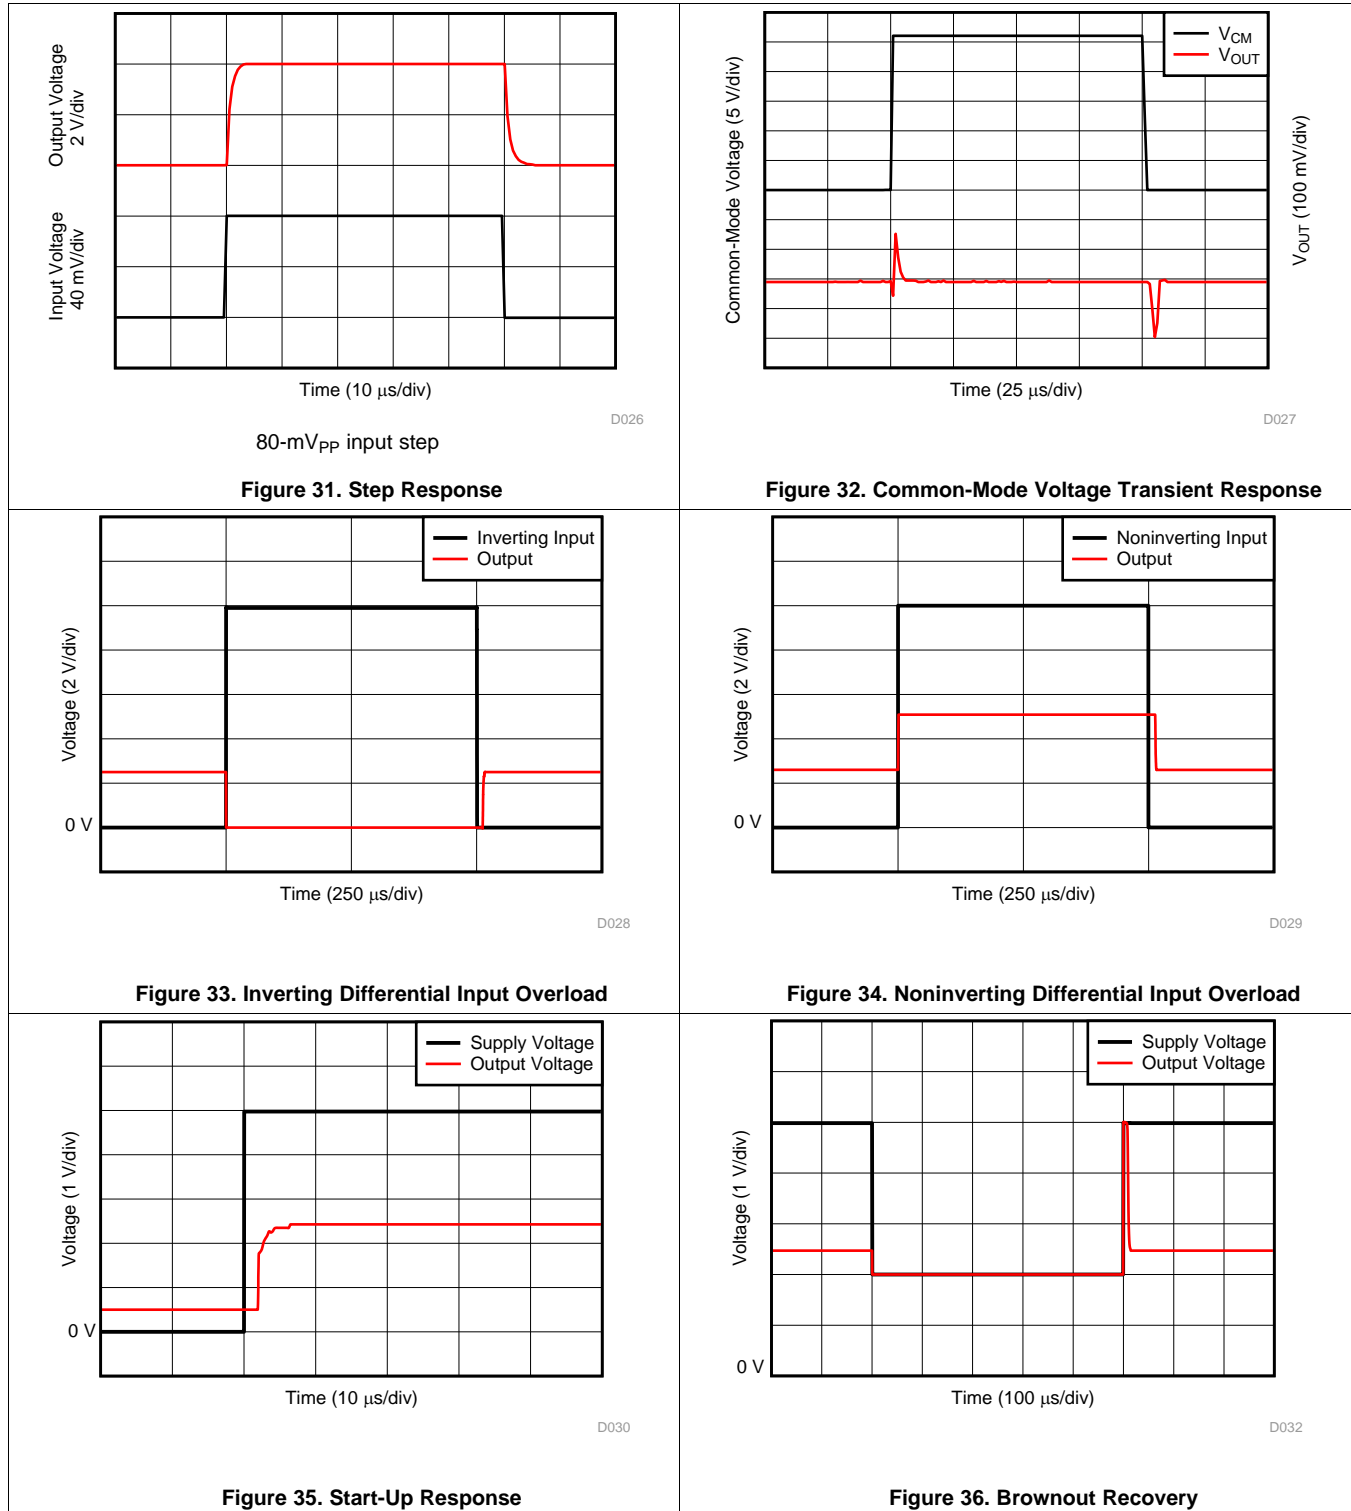 Output Voltage
2 V/div
Input Voltage
40 mV/div
Time (10 μs/div)
D026
80-mVPP input step
Figure 31. Step Response
Common-Mode Voltage (5 V/div)
VCM
VOUT
VOUT (100 mV/div)
Time (25 μs/div)
D027
Figure 32. Common-Mode Voltage Transient Response
Voltage (2 V/div)
Inverting Input
Output
0 V
Time (250 μs/div)
D028
Figure 33. Inverting Differential Input Overload
Voltage (2 V/div)
Noninverting Input
Output
0 V
Time (250 μs/div)
D029
Figure 34. Noninverting Differential Input Overload
Voltage (1 V/div)
Supply Voltage
Output Voltage
0 V
Time (10 μs/div)
D030
Figure 35. Start-Up Response
Voltage (1 V/div)
Supply Voltage
Output Voltage
0 V
Time (100 μs/div)
D032
Figure 36. Brownout Recovery